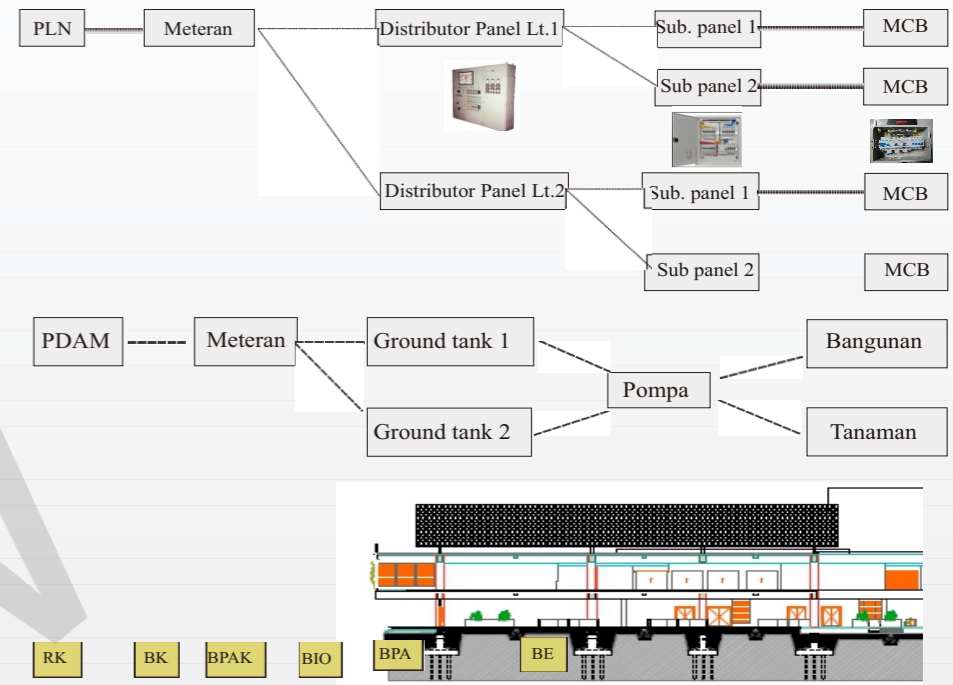 PLN Meteran Distributor Panel Lt.1 Sub. panel 1 MCB
Sub panel 2 MCB
Distributor Panel Lt.2 Sub. panel 1 MCB
Sub panel 2 MCB
PDAM Meteran Ground tank 1 Bangunan
Pompa
Ground tank 2 Tanaman
RK BK BPAK BIO BPA BE